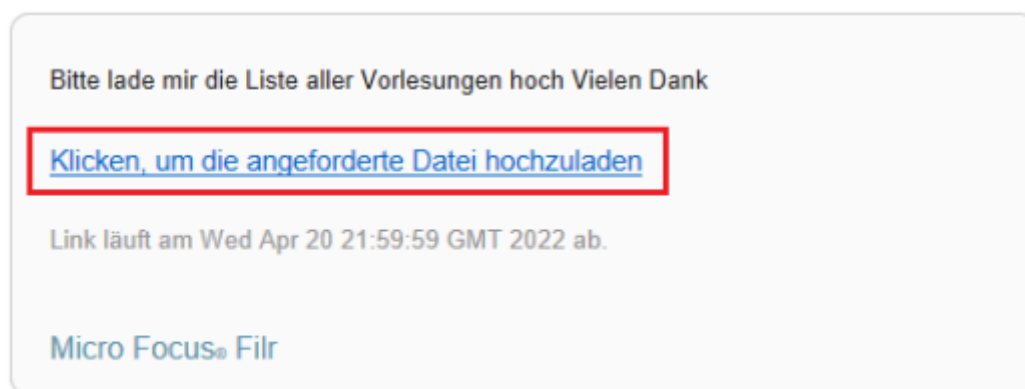 Bitte lade mir die Liste aller Vorlesungen hoch Vielen Dank
Klicken, um die angeforderte Datei hochzuladen
Link läuft am Wed Apr 20 21:59:59 GMT 2022 ab.
Micro Focus® Filr